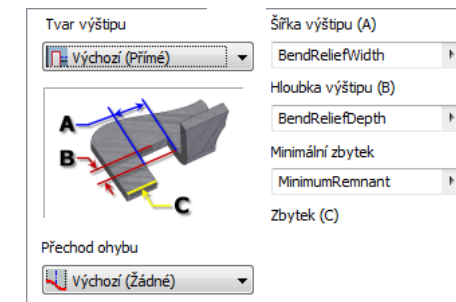 Tvar výštipu
Výchozí (Přímé)
A
B
C
Přechod ohybu
Výchozí (Žádné)
Šířka výštipu (A)
BendReliefWidth
Hloubka výštipu (B)
BendReliefDepth
Minimální zbytek
MinimumRemnant
Zbytek (C)